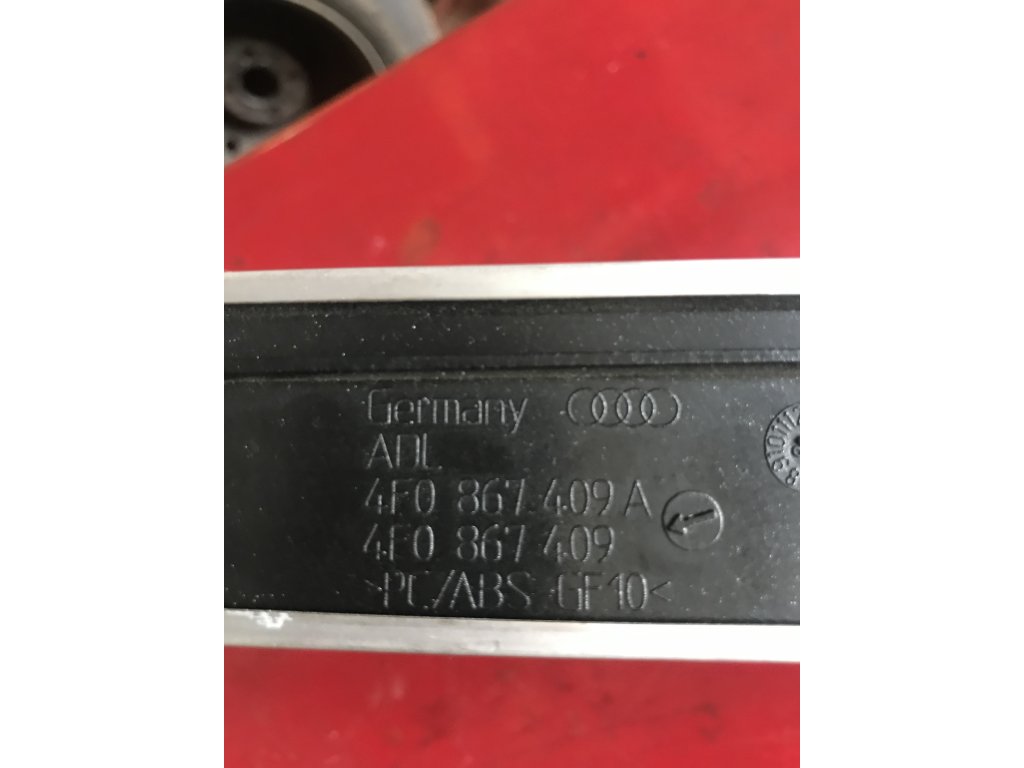 Germany
ADL
4F0 867 409 A
4F0 867 409
>PC/ABS GF10<